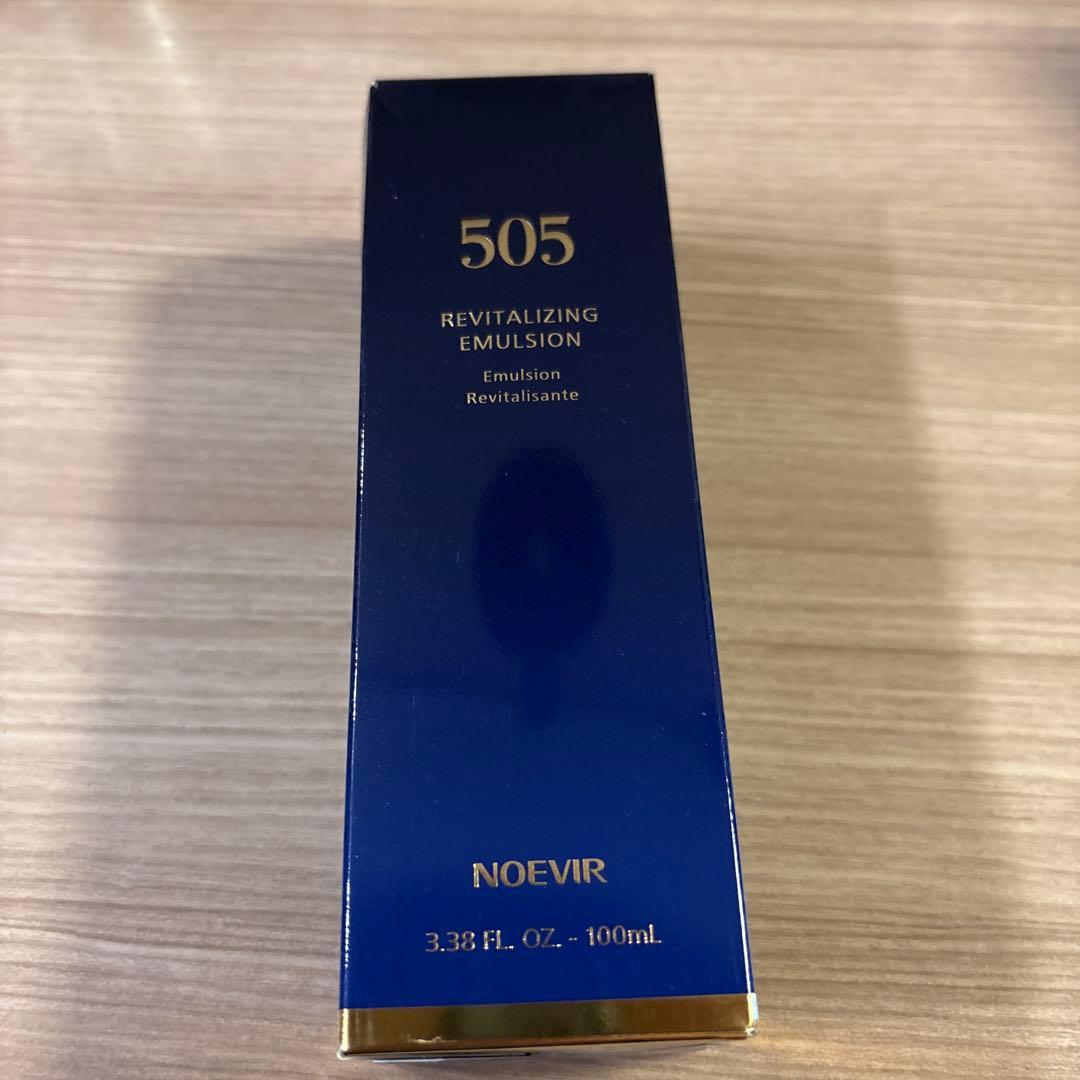 505
REVITALIZING
EMULSION
Emulsion
Revitalisante
NOEVIR
3.38 FL. OZ. - 100mL